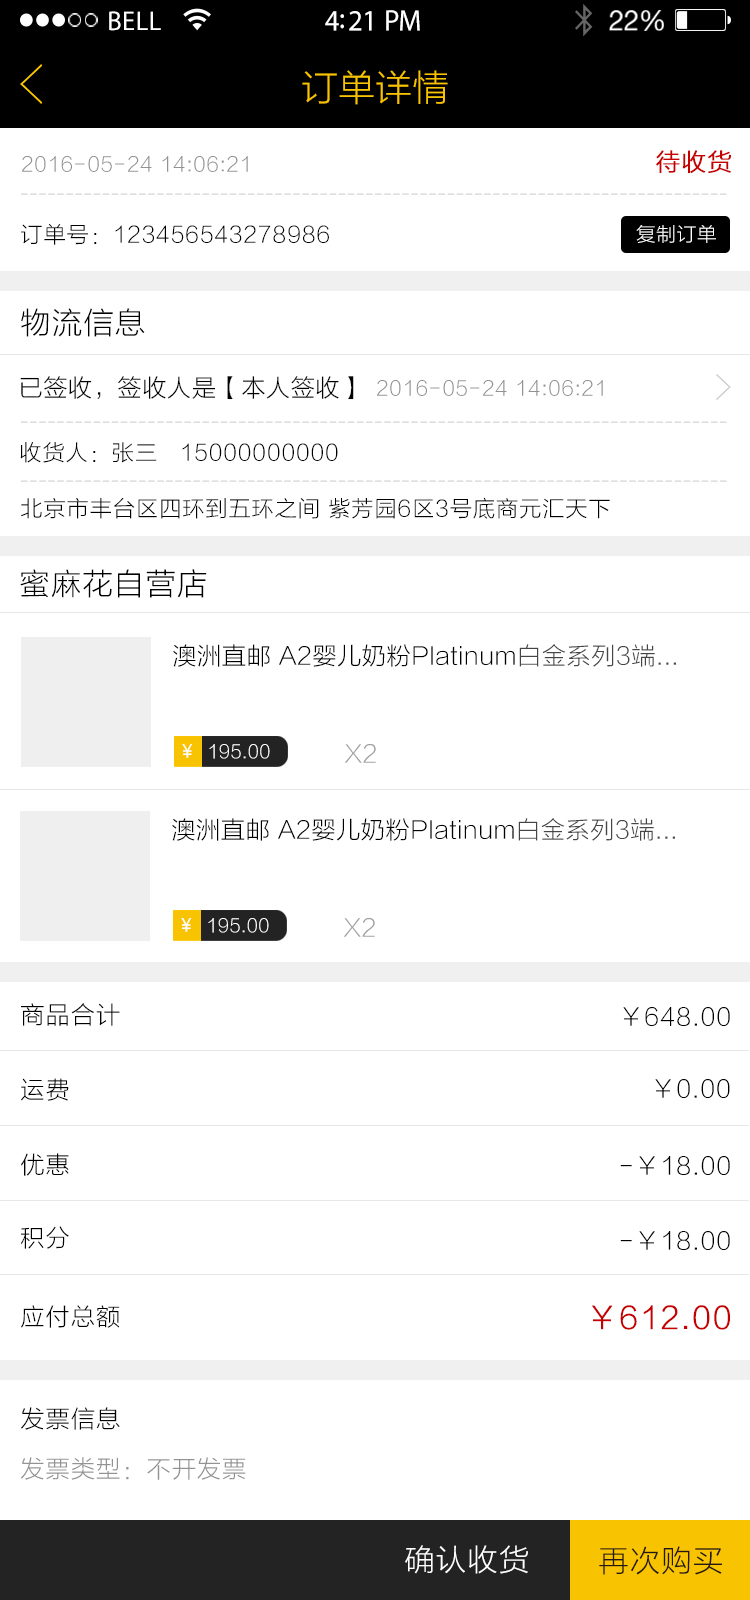 BELL 4:21 PM 22%
订单详情
2016-05-24 14:06:21 待收货
订单号：123456543278986 复制订单
物流信息
已签收，签收人是【本人签收】 2016-05-24 14:06:21
收货人：张三 15000000000
北京市丰台区四环到五环之间 紫芳园6区3号底商元汇天下
蜜麻花自营店
澳洲直邮 A2婴儿奶粉Platinum白金系列3端...
¥ 195.00 X2
澳洲直邮 A2婴儿奶粉Platinum白金系列3端...
¥ 195.00 X2
商品合计 ￥648.00
运费 ￥0.00
优惠 -￥18.00
积分 -￥18.00
应付总额 ￥612.00
发票信息
发票类型：不开发票
确认收货 再次购买